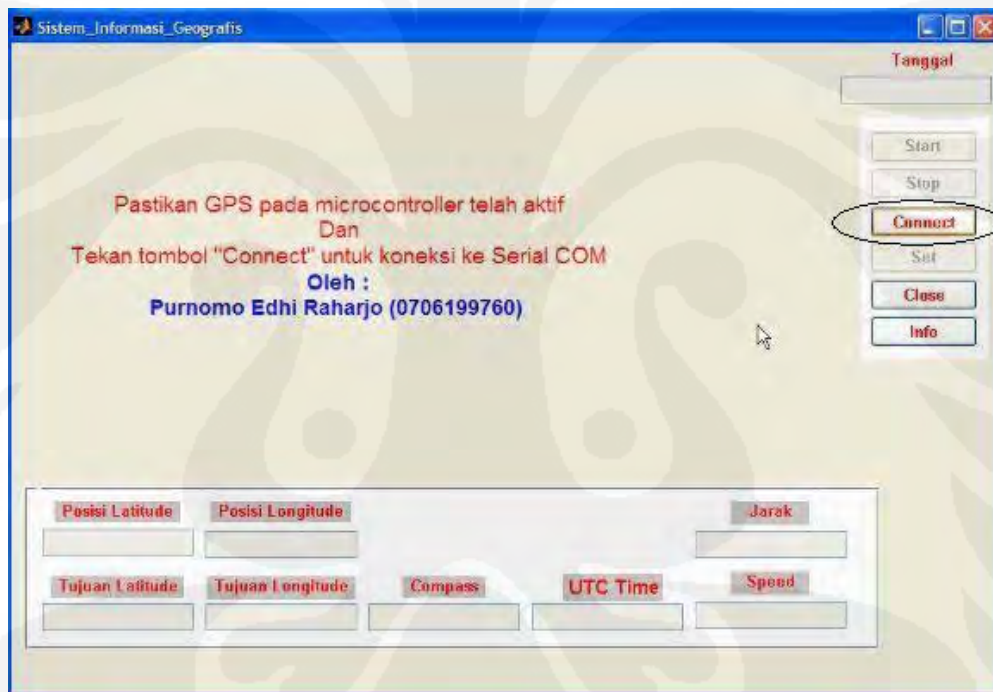 Sistem_Informasi_Geografis
Tanggal
Start
Stop
Connect
Set
Close
Info
Pastikan GPS pada microcontroller telah aktif
Dan
Tekan tombol "Connect" untuk koneksi ke Serial COM
Oleh :
Purnomo Edhi Raharjo (0706199760)
Posisi Latitude Posisi Longitude Jarak
Tujuan Latitude Tujuan Longitude Compass UTC Time Speed